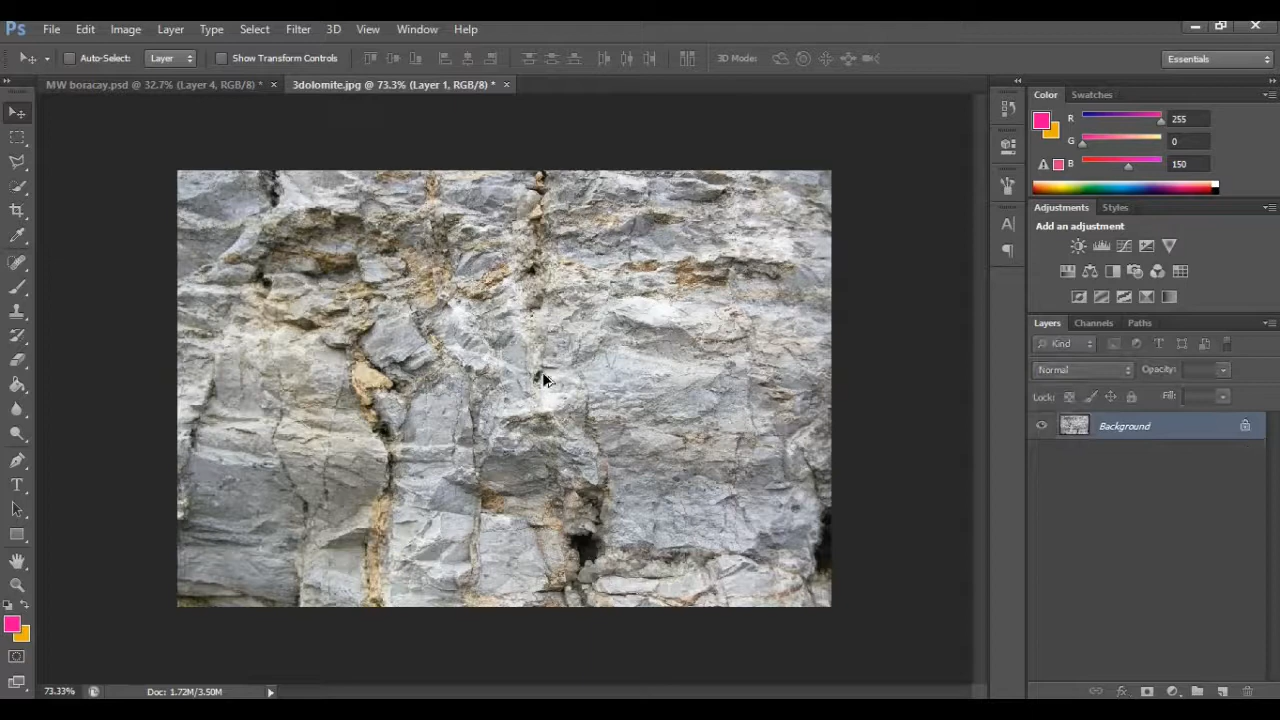 Ps File Edit Image Layer Type Select Filter 3D View Window Help
Auto-Select: Layer Show Transform Controls 3D Mode: Essentials
MW boracay.psd @ 32.7% (Layer 4, RGB/8) * × 3dolomite.jpg @ 73.3% (Layer 1, RGB/8) * ×
Color Swatches
R 255
G 0
B 150
Adjustments Styles
Add an adjustment
Layers Channels Paths
Kind
Normal Opacity:
Lock: Fill:
Background
73.33% Doc: 1.72M/3.50M